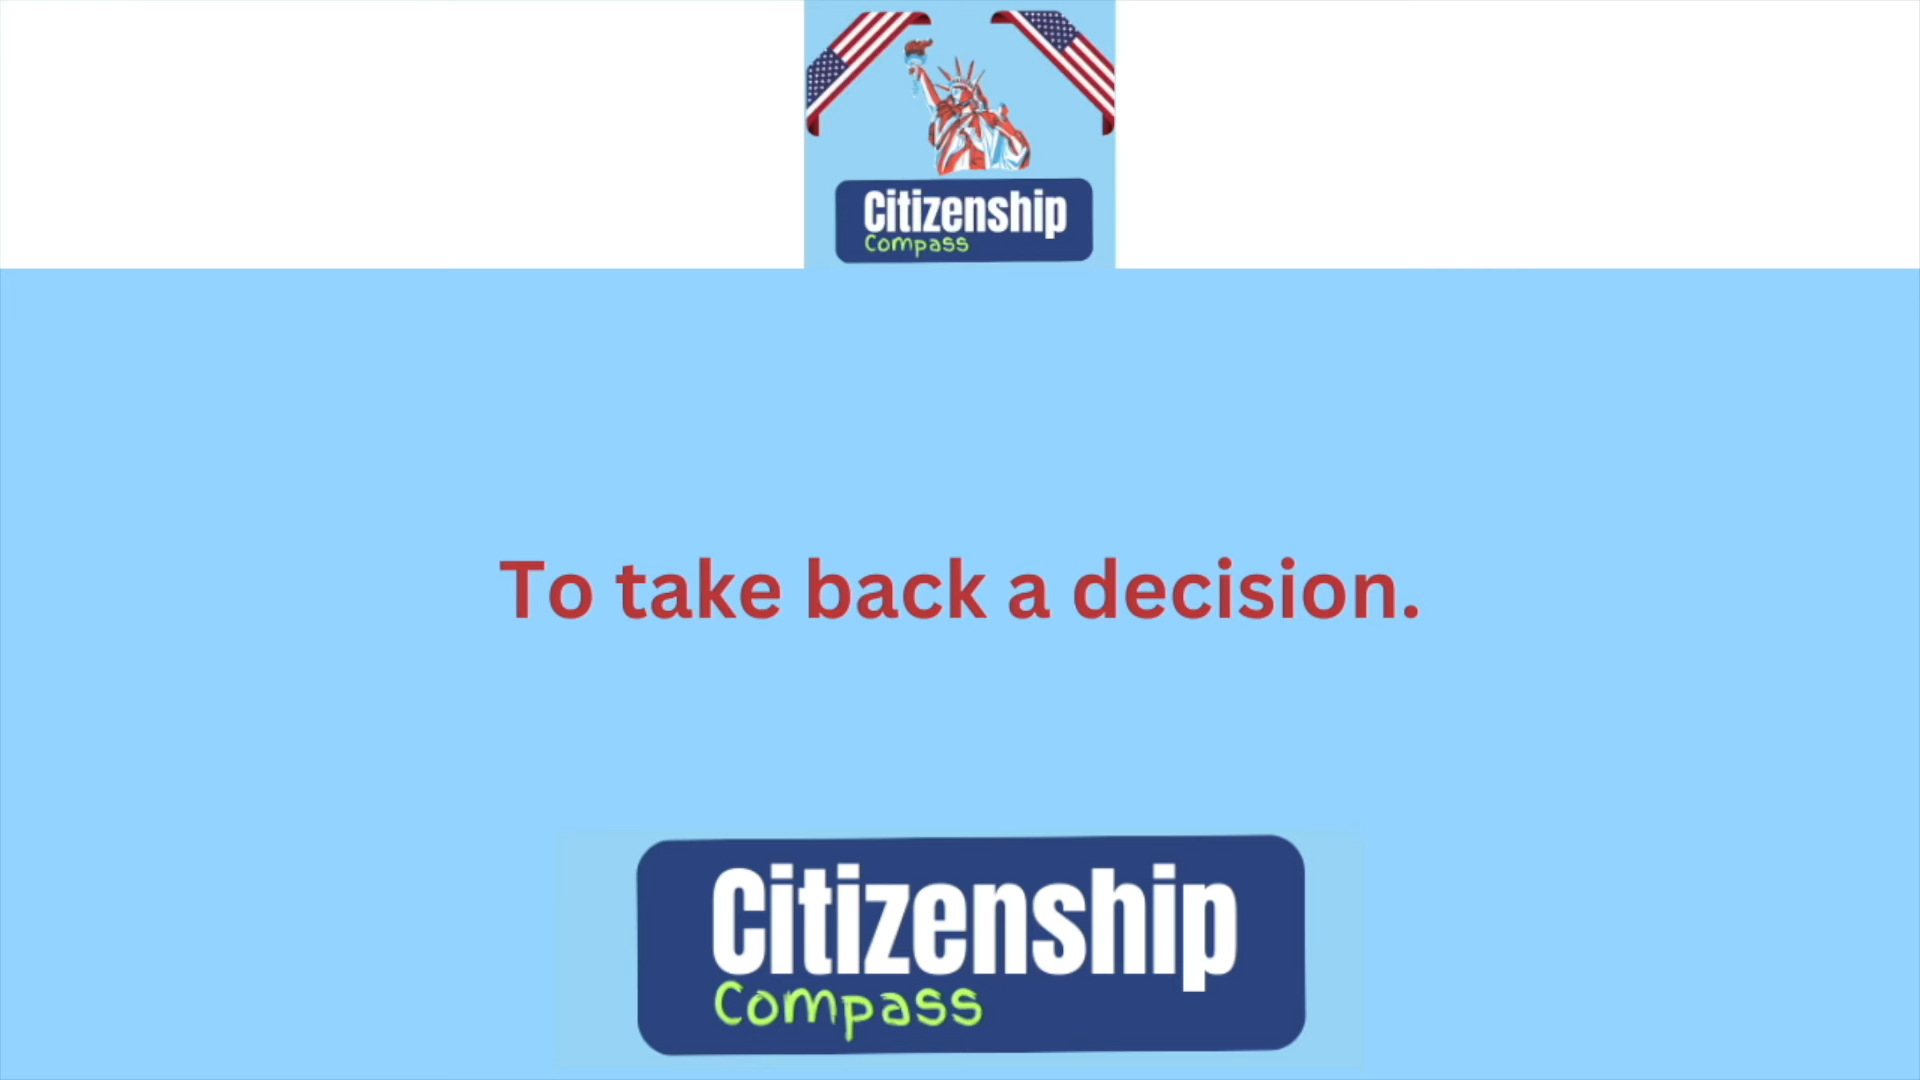 Citizenship
Compass
To take back a decision.
Citizenship
Compass